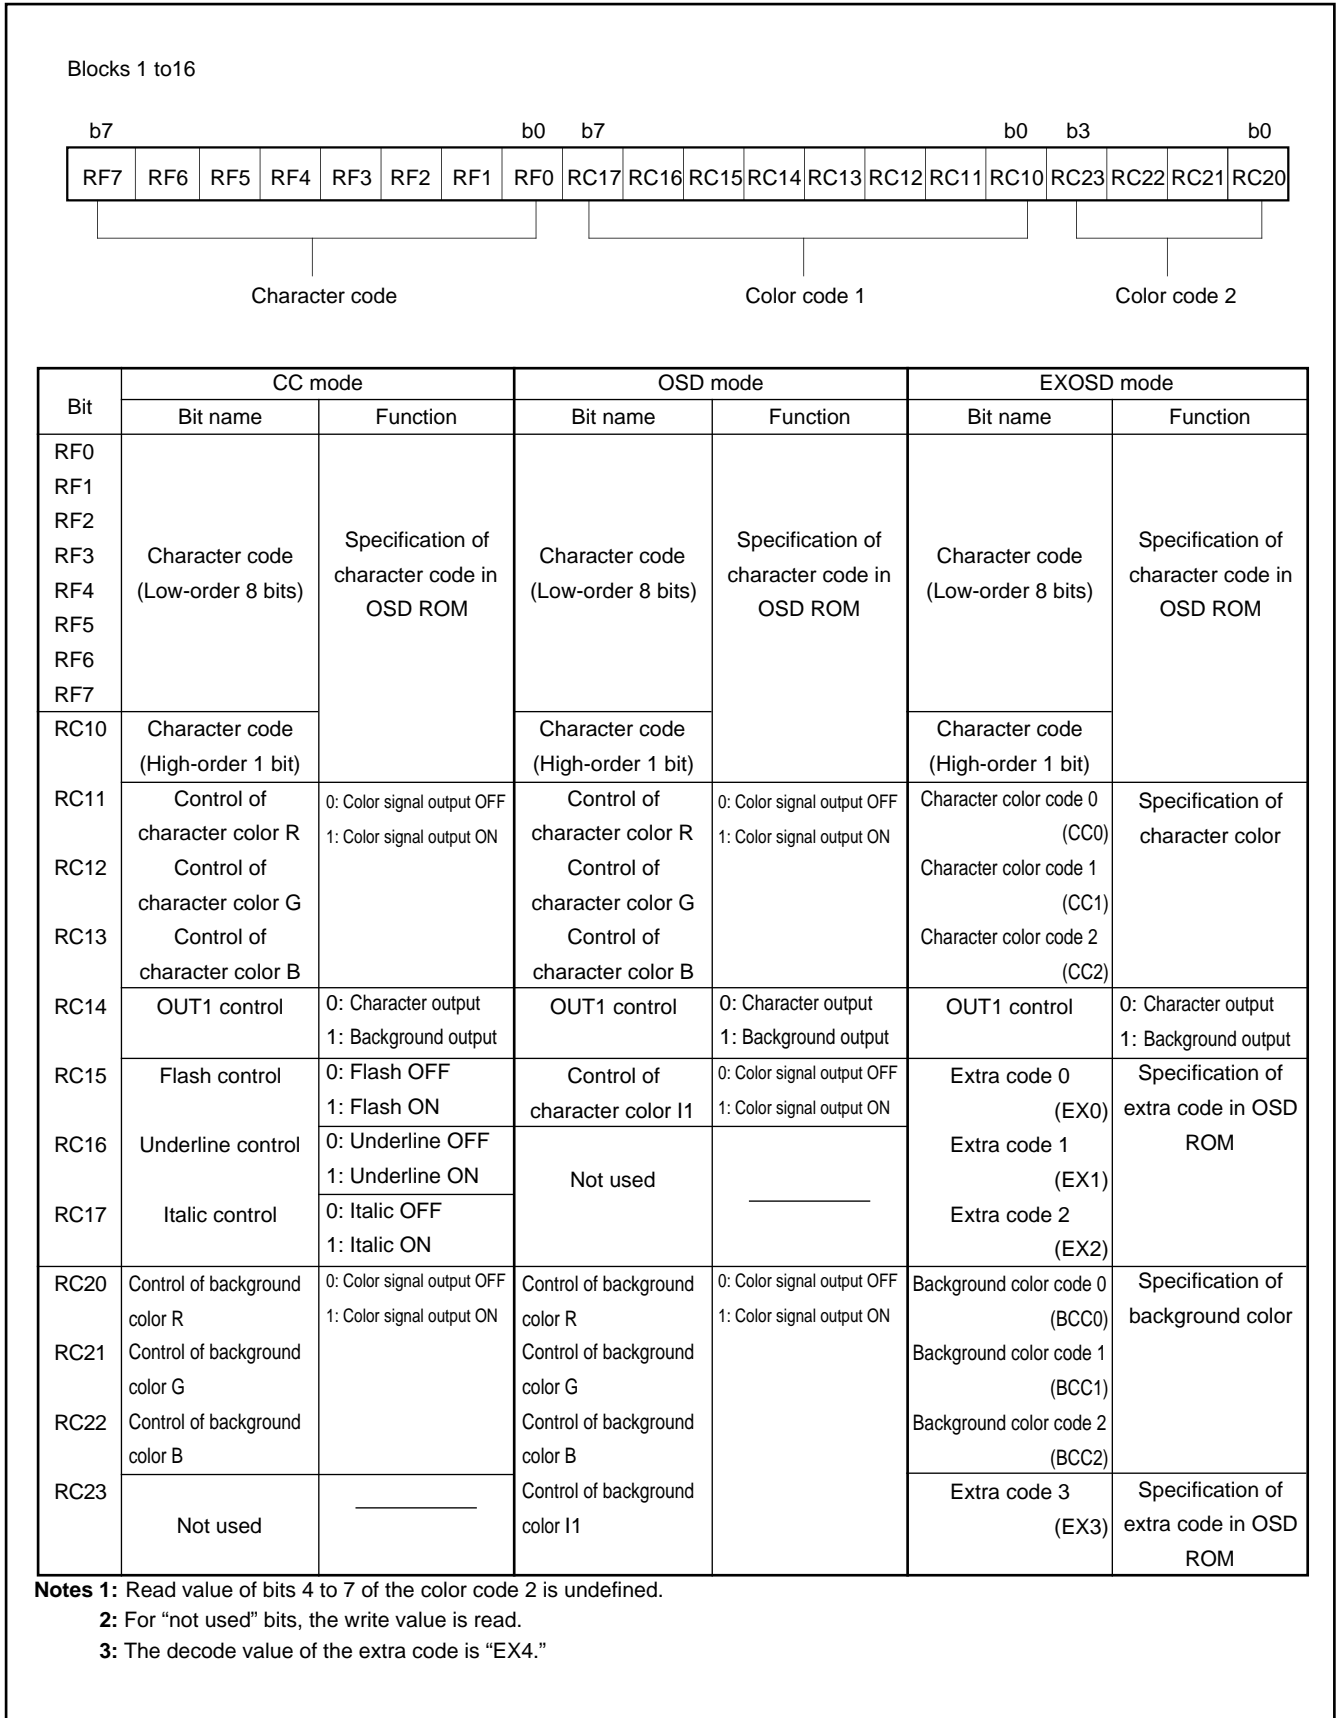 Blocks 1 to16
b7 b0 b7 b0 b3 b0
RF7 RF6 RF5 RF4 RF3 RF2 RF1 RF0 RC17 RC16 RC15 RC14 RC13 RC12 RC11 RC10 RC23 RC22 RC21 RC20
Character code Color code 1 Color code 2
Bit CC mode OSD mode EXOSD mode
Bit name Function Bit name Function Bit name Function
RF0
RF1
RF2
RF3
RF4
RF5
RF6
RF7
Character code
(Low-order 8 bits)
Specification of
character code in
OSD ROM
Character code
(Low-order 8 bits)
Specification of
character code in
OSD ROM
Character code
(Low-order 8 bits)
Specification of
character code in
OSD ROM
RC10 Character code Character code Character code
(High-order 1 bit) (High-order 1 bit) (High-order 1 bit)
RC11 Control of 0: Color signal output OFF Control of 0: Color signal output OFF Character color code 0 Specification of
character color R 1: Color signal output ON character color R 1: Color signal output ON (CC0) character color
RC12 Control of Control of Character color code 1
character color G character color G (CC1)
RC13 Control of Control of Character color code 2
character color B character color B (CC2)
RC14 OUT1 control 0: Character output OUT1 control 0: Character output OUT1 control 0: Character output
1: Background output 1: Background output 1: Background output
RC15 Flash control 0: Flash OFF Control of 0: Color signal output OFF Extra code 0 Specification of
1: Flash ON character color I1 1: Color signal output ON (EX0) extra code in OSD
RC16 Underline control 0: Underline OFF Extra code 1 ROM
1: Underline ON Not used (EX1)
RC17 Italic control 0: Italic OFF Extra code 2
1: Italic ON (EX2)
RC20 Control of background 0: Color signal output OFF Control of background 0: Color signal output OFF Background color code 0 Specification of
color R 1: Color signal output ON color R 1: Color signal output ON (BCC0) background color
RC21 Control of background Control of background Background color code 1
color G color G (BCC1)
RC22 Control of background Control of background Background color code 2
color B color B (BCC2)
RC23 Control of background Extra code 3 Specification of
Not used color I1 (EX3) extra code in OSD
ROM
Notes 1: Read value of bits 4 to 7 of the color code 2 is undefined.
2: For “not used” bits, the write value is read.
3: The decode value of the extra code is “EX4.”